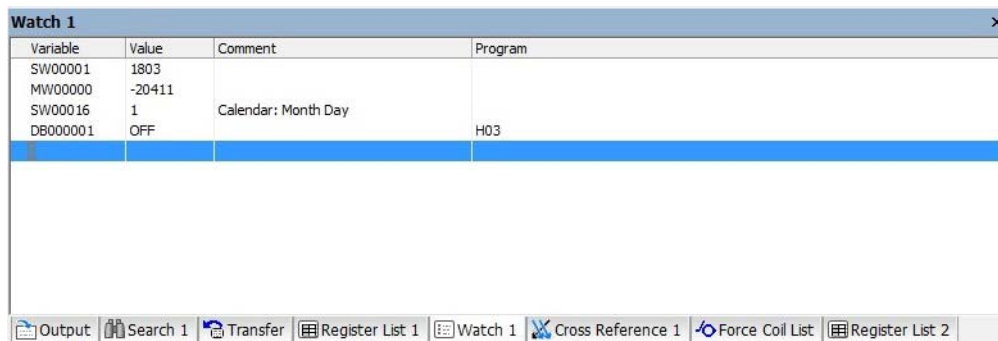 Watch 1
Variable Value Comment Program
SW00001 1803
MW00000 -20411
SW00016 1 Calendar: Month Day
DB000001 OFF H03
Output Search 1 Transfer Register List 1 Watch 1 Cross Reference 1 Force Coil List Register List 2